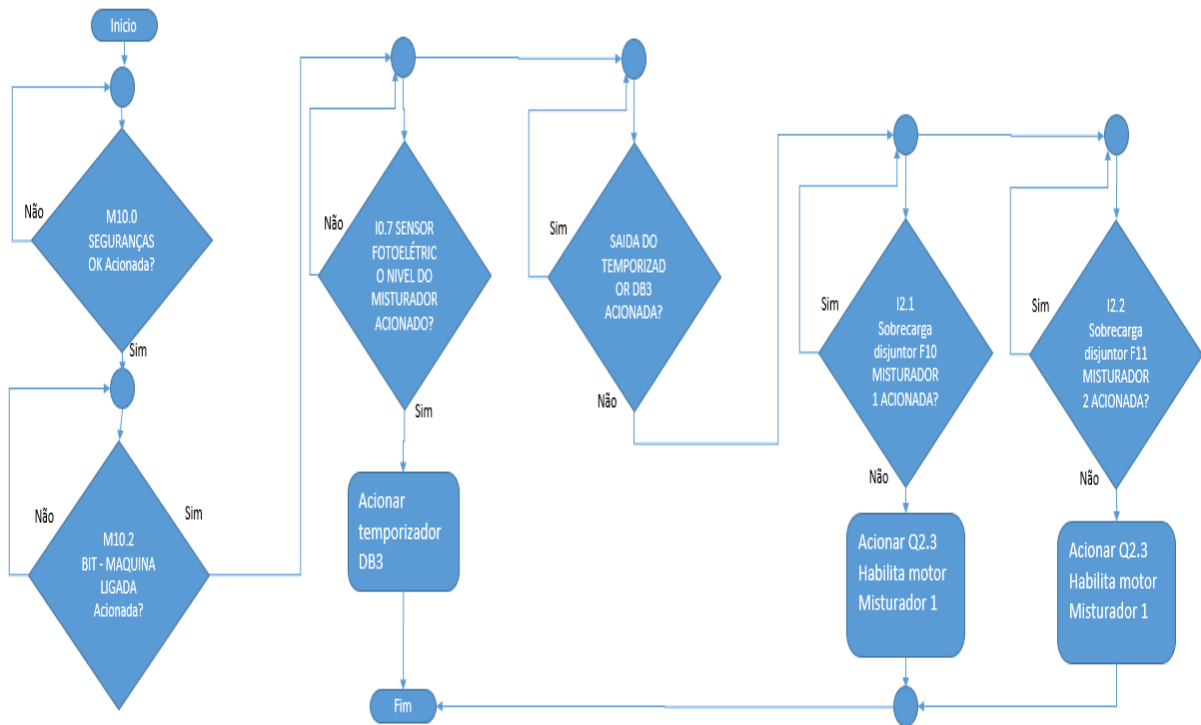 Inicio
Não
M10.0
SEGURANÇAS
OK Acionada?
Sim
Não
Sim
M10.2
BIT - MAQUINA
LIGADA
Acionada?
Não
I0.7 SENSOR
FOTOELÉTRIC
O NIVEL DO
MISTURADOR
ACIONADO?
Sim
Acionar
temporizador
DB3
Fim
Sim
SAIDA DO
TEMPORIZAD
OR DB3
ACIONADA?
Não
Sim
I2.1
Sobrecarga
disjuntor F10
MISTURADOR
1 ACIONADA?
Não
Acionar Q2.3
Habilita motor
Misturador 1
Sim
I2.2
Sobrecarga
disjuntor F11
MISTURADOR
2 ACIONADA?
Não
Acionar Q2.3
Habilita motor
Misturador 1